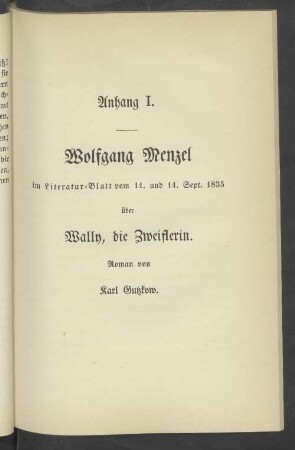 Anhang I.
Wolfgang Menzel
im Literatur-Blatt vom 11. und 14. Sept. 1835
über
Wally, die Zweiflerin.
Roman von
Karl Gutzkow.